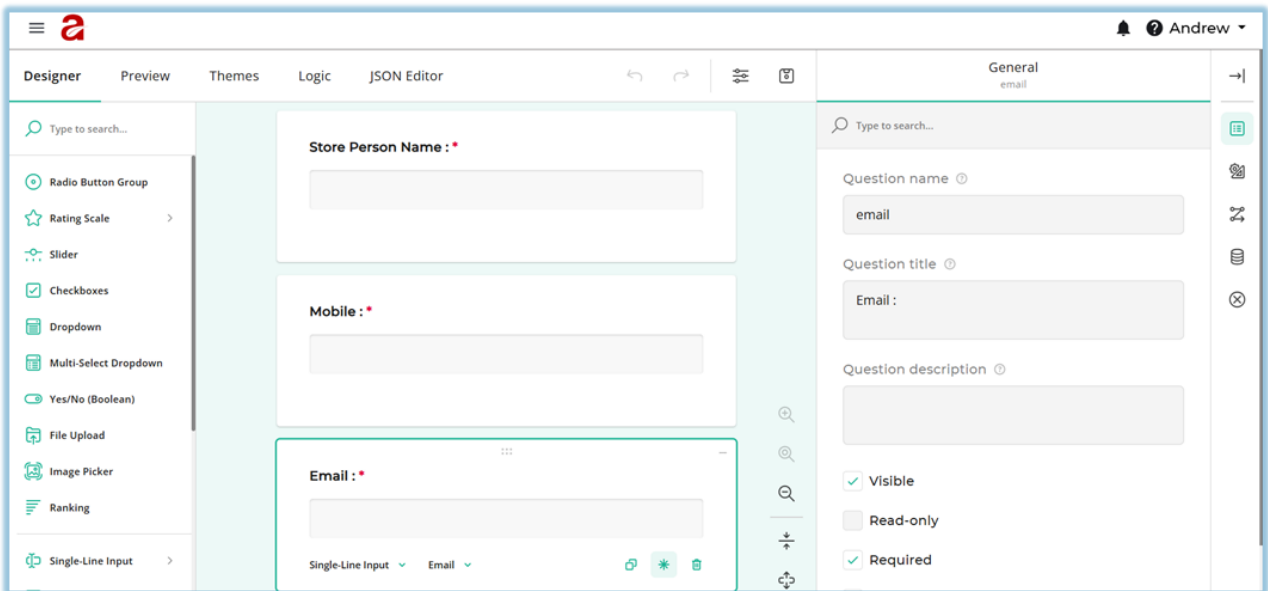 a
Andrew
Designer
Preview
Themes
Logic
JSON Editor
General
email
Type to search...
Radio Button Group
Rating Scale
Slider
Checkboxes
Dropdown
Multi-Select Dropdown
Yes/No (Boolean)
File Upload
Image Picker
Ranking
Single-Line Input
Store Person Name : *
Mobile : *
Email : *
Single-Line Input
Email
Type to search...
Question name
email
Question title
Email :
Question description
Visible
Read-only
Required